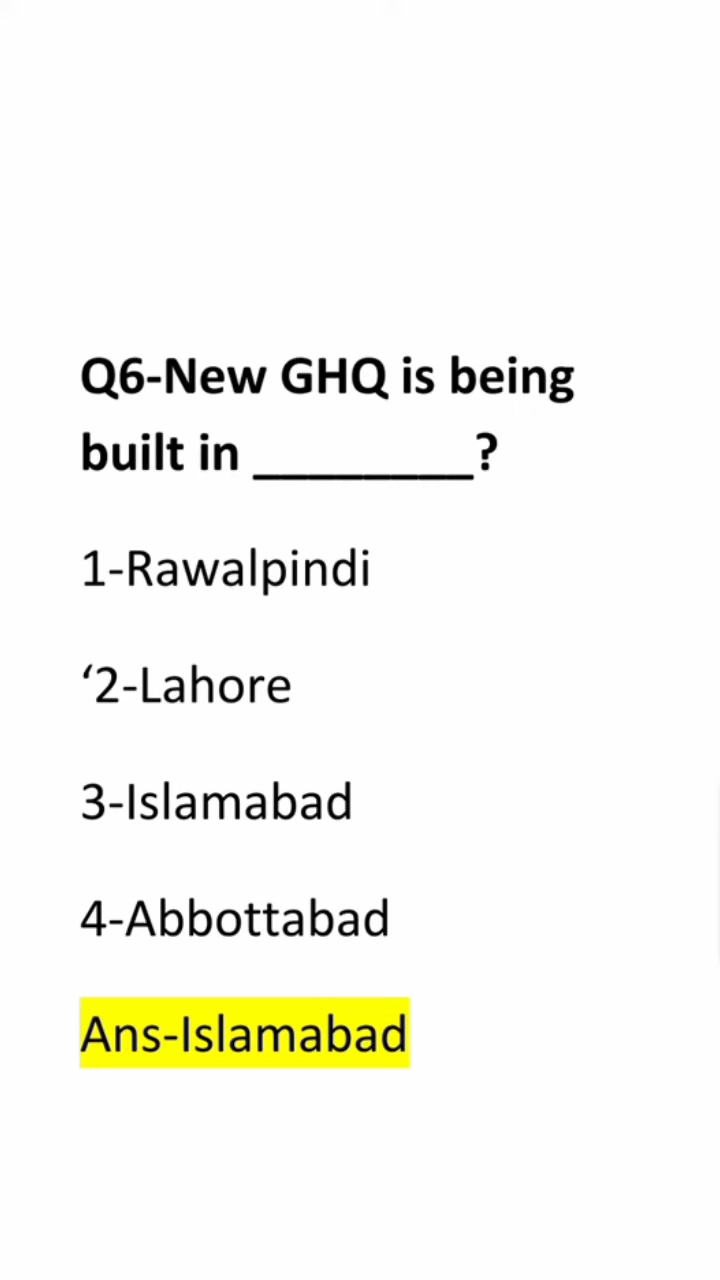 Q6-New GHQ is being
built in ________?
1-Rawalpindi
‘2-Lahore
3-Islamabad
4-Abbottabad
Ans-Islamabad